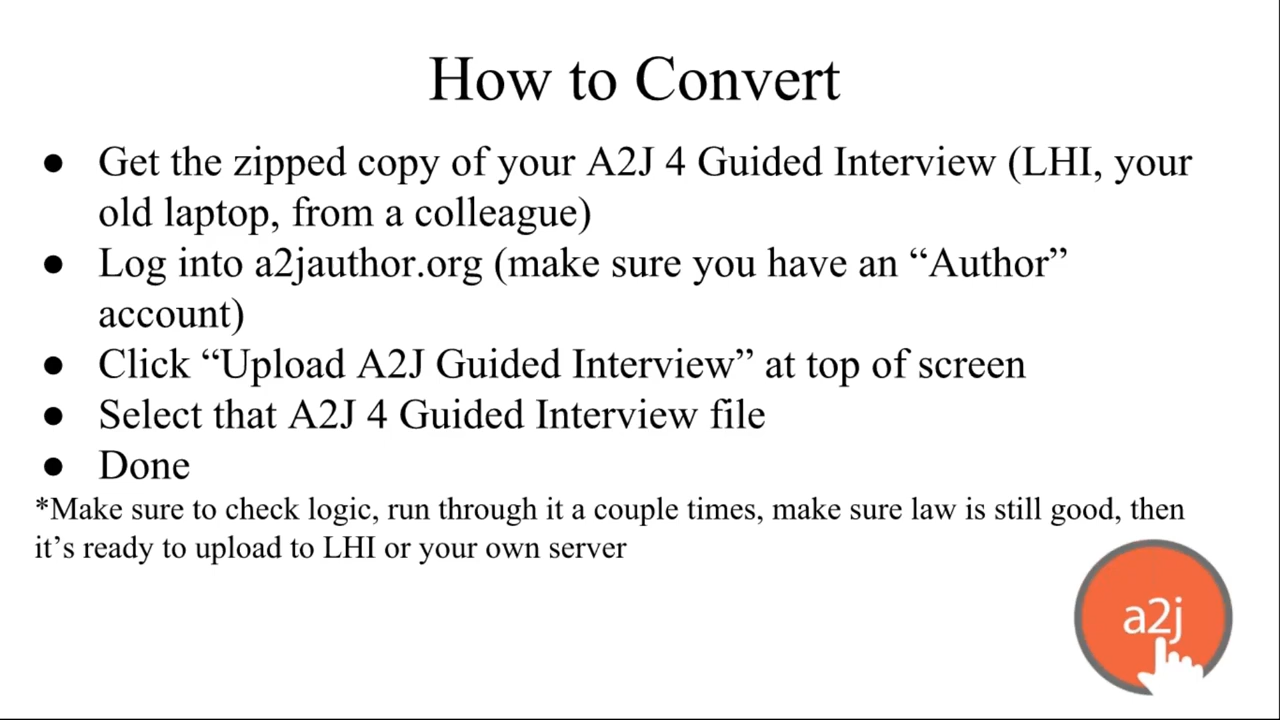 How to Convert
● Get the zipped copy of your A2J 4 Guided Interview (LHI, your
old laptop, from a colleague)
● Log into a2jauthor.org (make sure you have an “Author”
account)
● Click “Upload A2J Guided Interview” at top of screen
● Select that A2J 4 Guided Interview file
● Done
*Make sure to check logic, run through it a couple times, make sure law is still good, then
it’s ready to upload to LHI or your own server
a2j